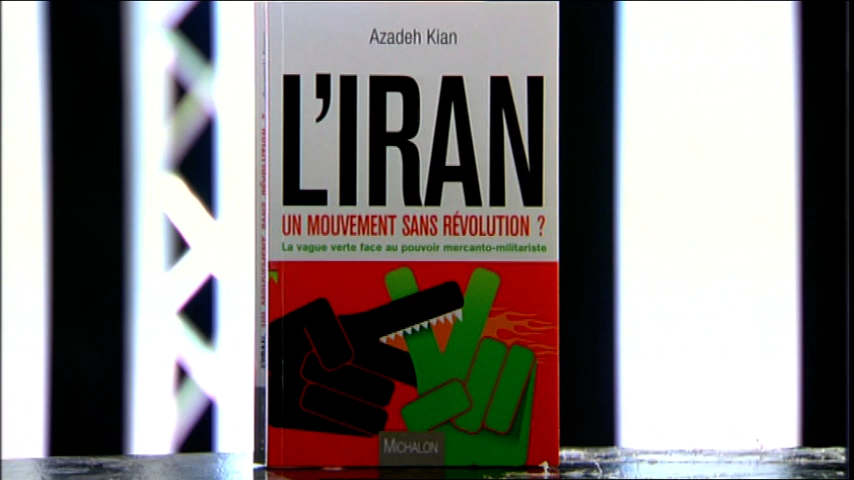 Azadeh Kian
L'IRAN
UN MOUVEMENT SANS RÉVOLUTION ?
La vague verte face au pouvoir mercanto-militariste
MICHALON